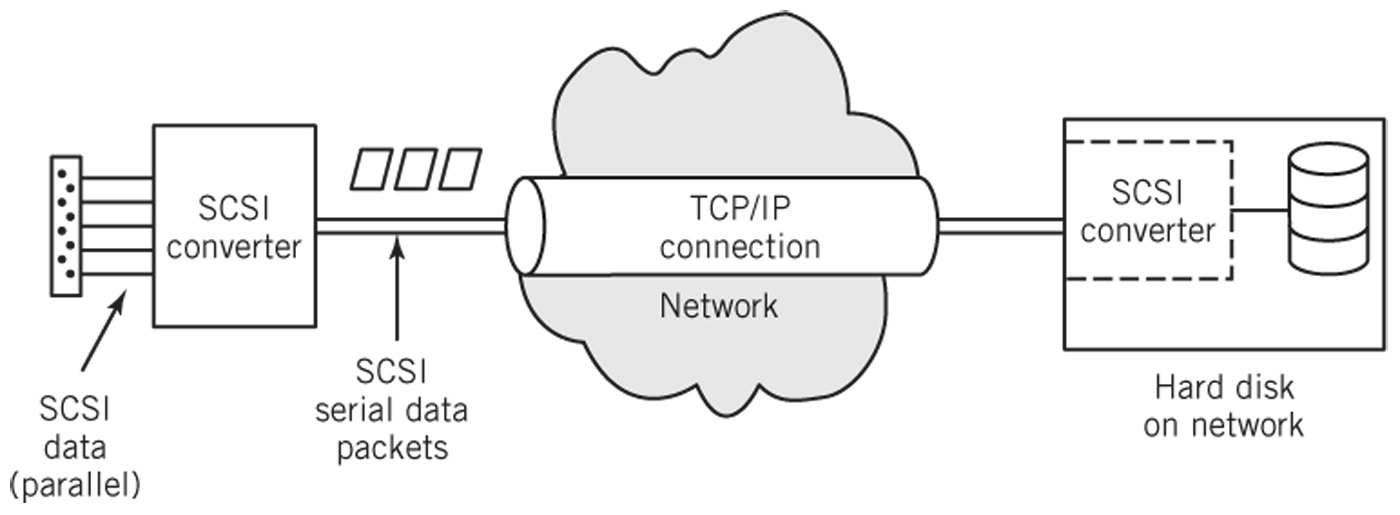 SCSI
data
(parallel)
SCSI
converter
SCSI
serial data
packets
TCP/IP
connection
Network
SCSI
converter
Hard disk
on network